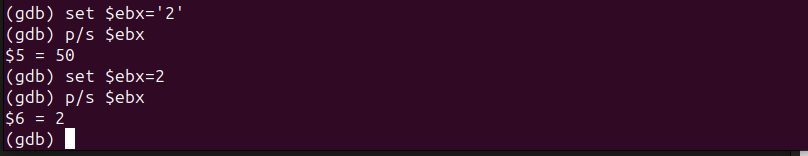 (gdb) set $ebx='2'
(gdb) p/s $ebx
$5 = 50
(gdb) set $ebx=2
(gdb) p/s $ebx
$6 = 2
(gdb)